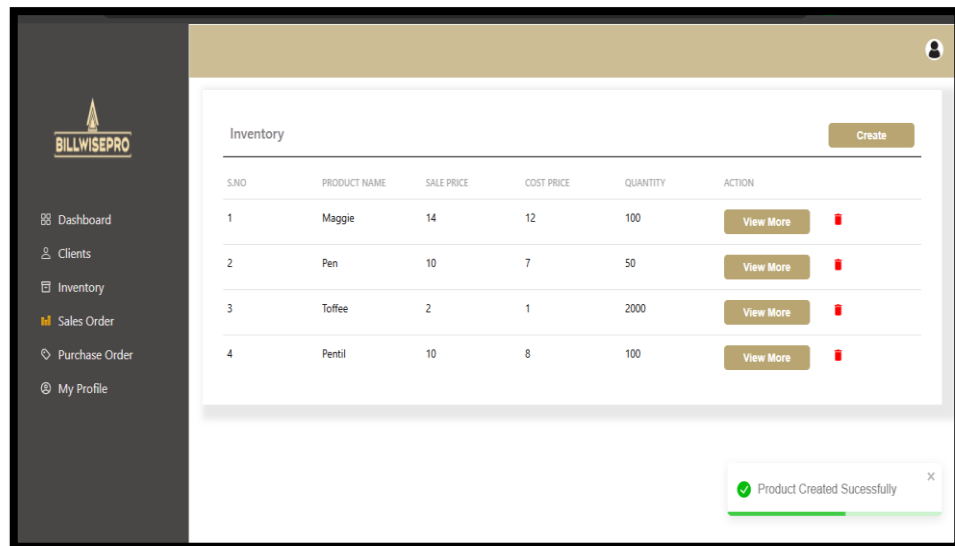 BILLWISEPRO
Dashboard
Clients
Inventory
Sales Order
Purchase Order
My Profile
Inventory
Create
S.NO PRODUCT NAME SALE PRICE COST PRICE QUANTITY ACTION
1 Maggie 14 12 100 View More
2 Pen 10 7 50 View More
3 Toffee 2 1 2000 View More
4 Pentil 10 8 100 View More
Product Created Sucessfully X